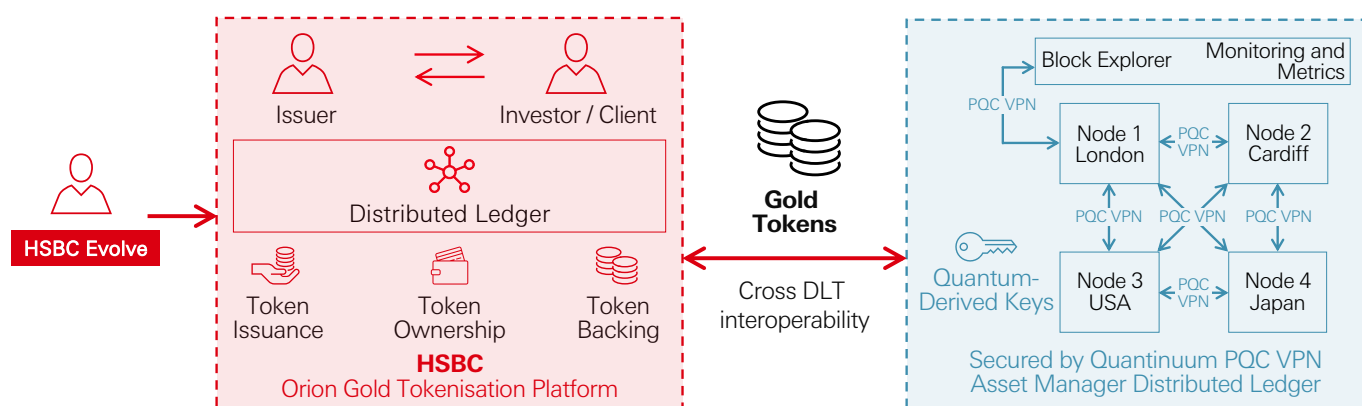 HSBC Evolve
Issuer
Investor / Client
Distributed Ledger
Token
Issuance
Token
Ownership
Token
Backing
HSBC
Orion Gold Tokenisation Platform
Gold
Tokens
Cross DLT
interoperability
Block Explorer
Monitoring and
Metrics
PQC VPN
Node 1
London
PQC
VPN
Node 2
Cardiff
PQC VPN
PQC VPN
PQC VPN
Quantum-
Derived Keys
Node 3
USA
PQC
VPN
Node 4
Japan
Secured by Quantinuum PQC VPN
Asset Manager Distributed Ledger